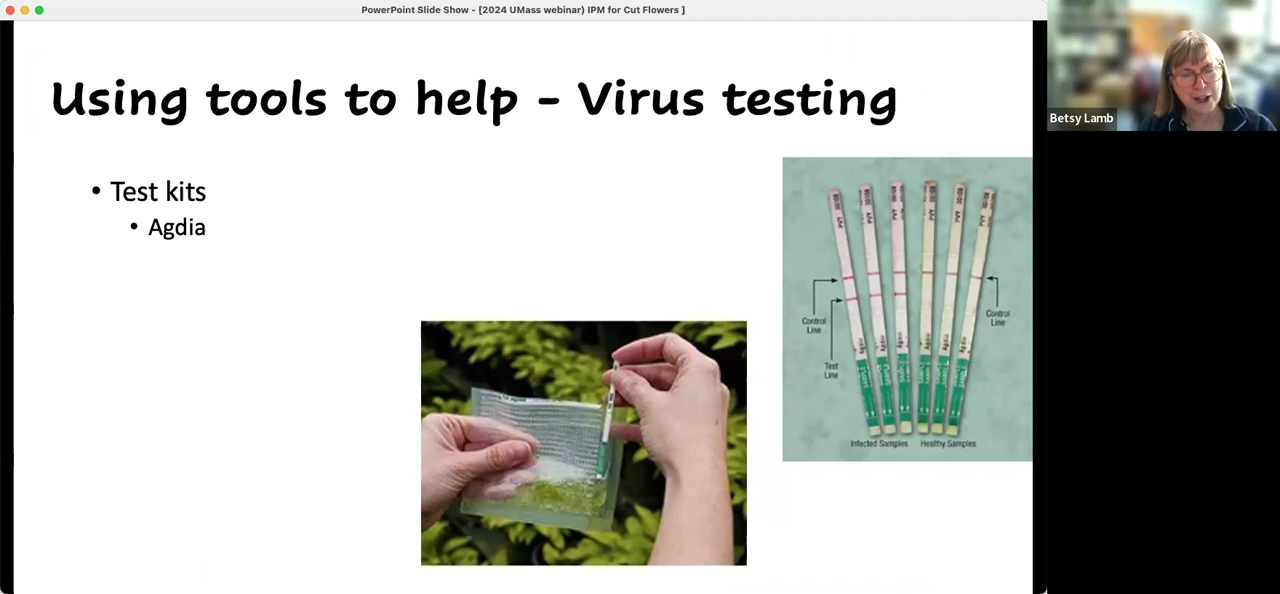 PowerPoint Slide Show - [2024 UMass webinar) IPM for Cut Flowers ]
Using tools to help - Virus testing
• Test kits
• Agdia
Betsy Lamb
Control
Line
Test
Line
Control
Line
Agdia
Infected Samples
Healthy Samples